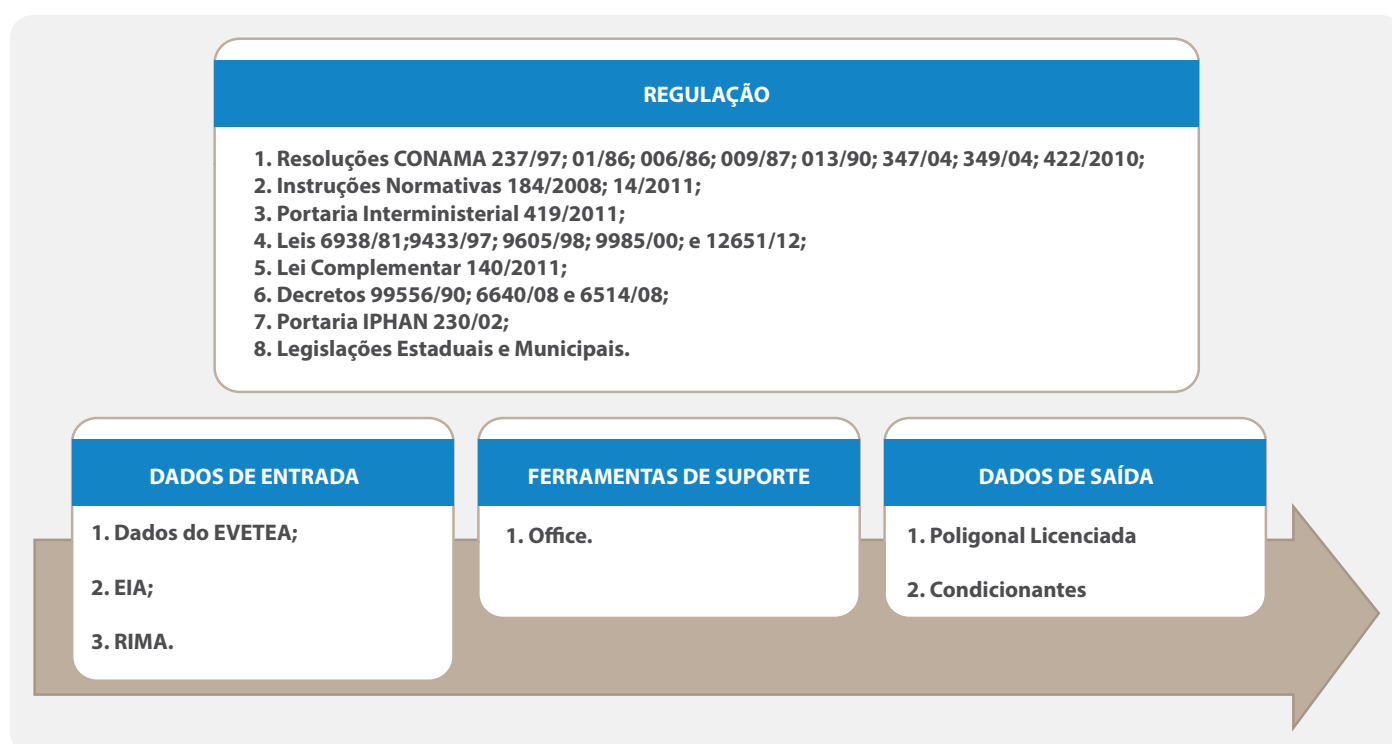 REGULAÇÃO
1. Resoluções CONAMA 237/97; 01/86; 006/86; 009/87; 013/90; 347/04; 349/04; 422/2010;
2. Instruções Normativas 184/2008; 14/2011;
3. Portaria Interministerial 419/2011;
4. Leis 6938/81;9433/97; 9605/98; 9985/00; e 12651/12;
5. Lei Complementar 140/2011;
6. Decretos 99556/90; 6640/08 e 6514/08;
7. Portaria IPHAN 230/02;
8. Legislações Estaduais e Municipais.
DADOS DE ENTRADA
1. Dados do EVETEA;
2. EIA;
3. RIMA.
FERRAMENTAS DE SUPORTE
1. Office.
DADOS DE SAÍDA
1. Poligonal Licenciada
2. Condicionantes